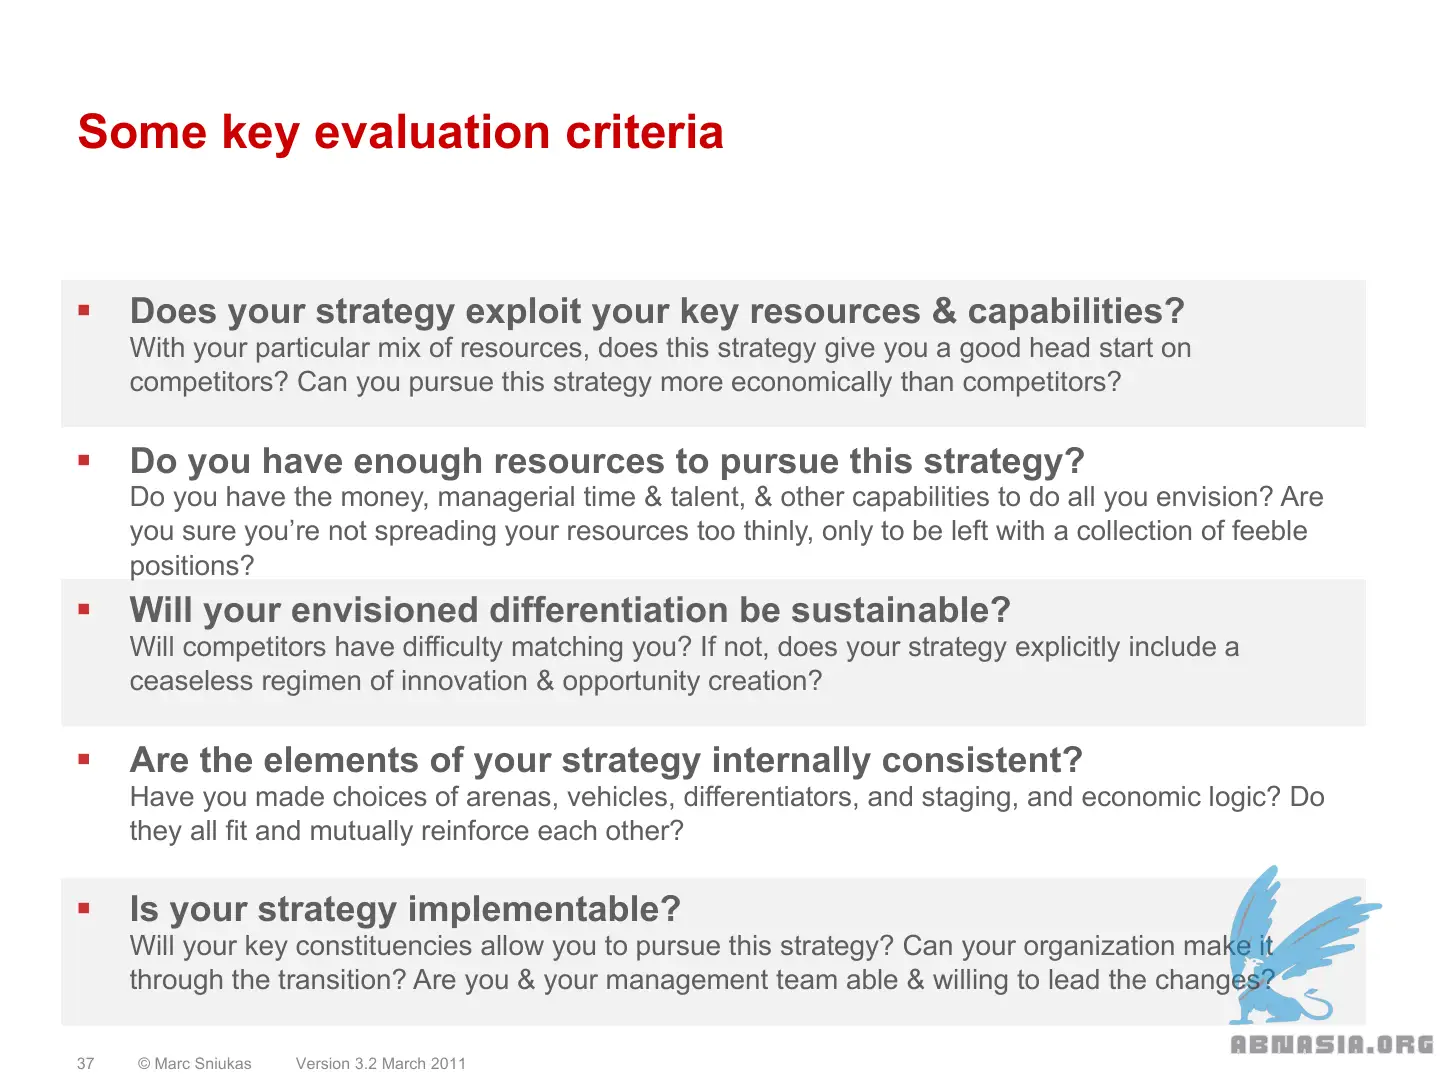 Some key evaluation criteria
Does your strategy exploit your key resources & capabilities?
With your particular mix of resources, does this strategy give you a good head start on
competitors? Can you pursue this strategy more economically than competitors?
Do you have enough resources to pursue this strategy?
Do you have the money, managerial time & talent, & other capabilities to do all you envision? Are
you sure you’re not spreading your resources too thinly, only to be left with a collection of feeble
positions?
Will your envisioned differentiation be sustainable?
Will competitors have difficulty matching you? If not, does your strategy explicitly include a
ceaseless regimen of innovation & opportunity creation?
Are the elements of your strategy internally consistent?
Have you made choices of arenas, vehicles, differentiators, and staging, and economic logic? Do
they all fit and mutually reinforce each other?
Is your strategy implementable?
Will your key constituencies allow you to pursue this strategy? Can your organization make it
through the transition? Are you & your management team able & willing to lead the changes?
ABNASIA.ORG
37 © Marc Sniukas Version 3.2 March 2011